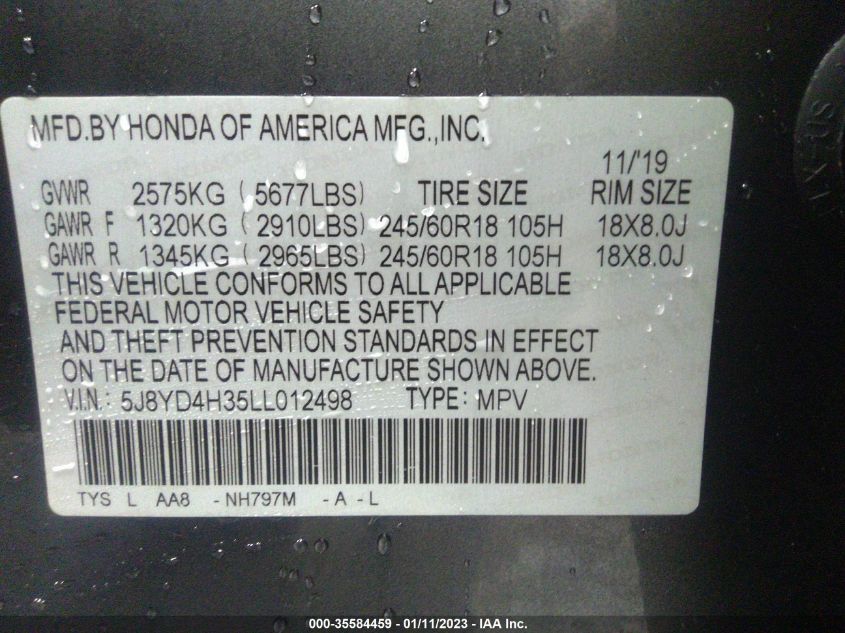 MFD.BY HONDA OF AMERICA MFG.,INC.
11/'19
GVWR 2575KG ( 5677LBS) TIRE SIZE RIM SIZE
GAWR F 1320KG ( 2910LBS) 245/60R18 105H 18X8.0J
GAWR R 1345KG ( 2965LBS) 245/60R18 105H 18X8.0J
THIS VEHICLE CONFORMS TO ALL APPLICABLE
FEDERAL MOTOR VEHICLE SAFETY
AND THEFT PREVENTION STANDARDS IN EFFECT
ON THE DATE OF MANUFACTURE SHOWN ABOVE.
V.I.N.: 5J8YD4H35LL012498 TYPE: MPV
TYS L AA8 -NH797M -A -L
000-35584459 - 01/11/2023 - IAA Inc.